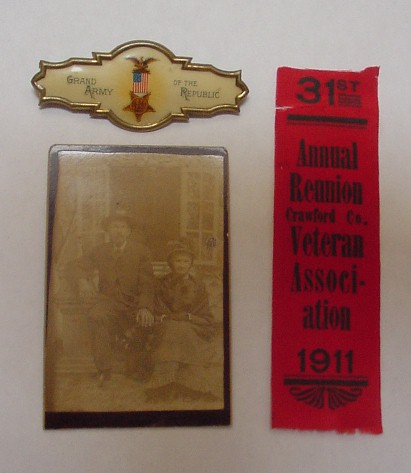 GRAND ARMY OF THE REPUBLIC
31ST
Annual
Reunion
Crawford Co.
Veteran
Associ-
ation
1911